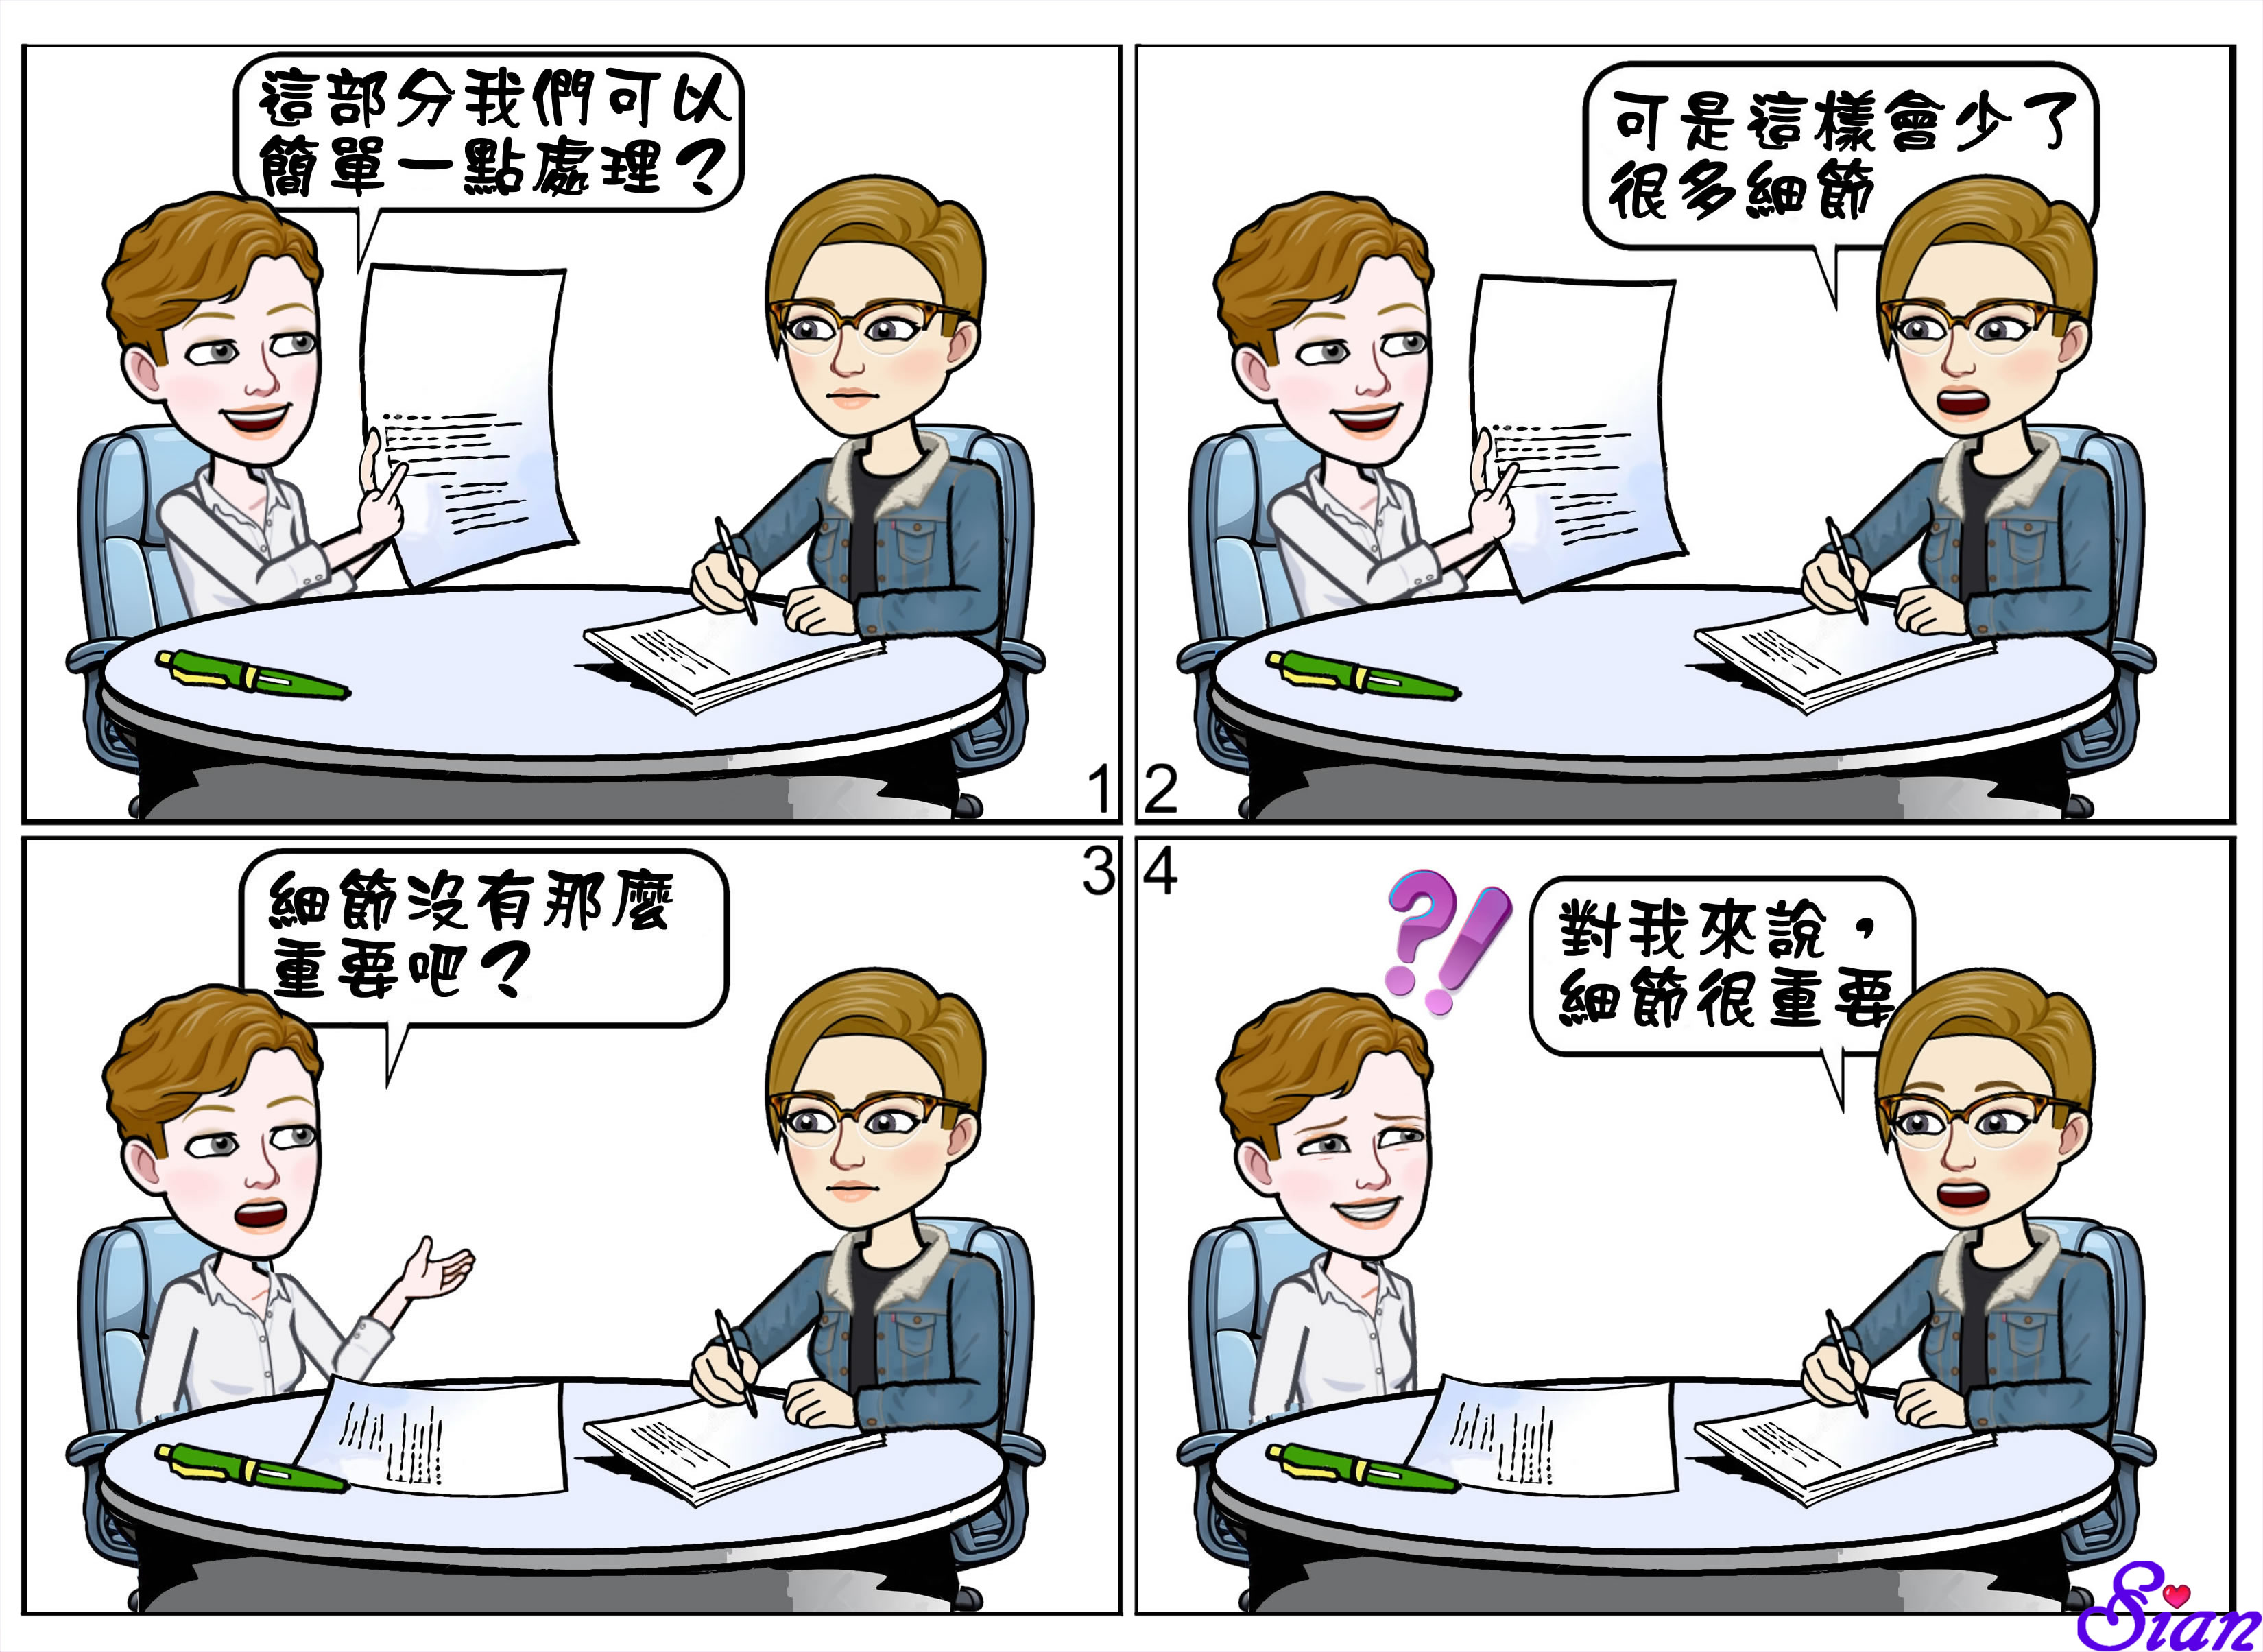 這部分我們可以
簡單一點處理?
1
可是這樣會少了
很多細節
2
細節沒有那麼
重要吧?
3
?!
對我來說，
細節很重要
4
Sian